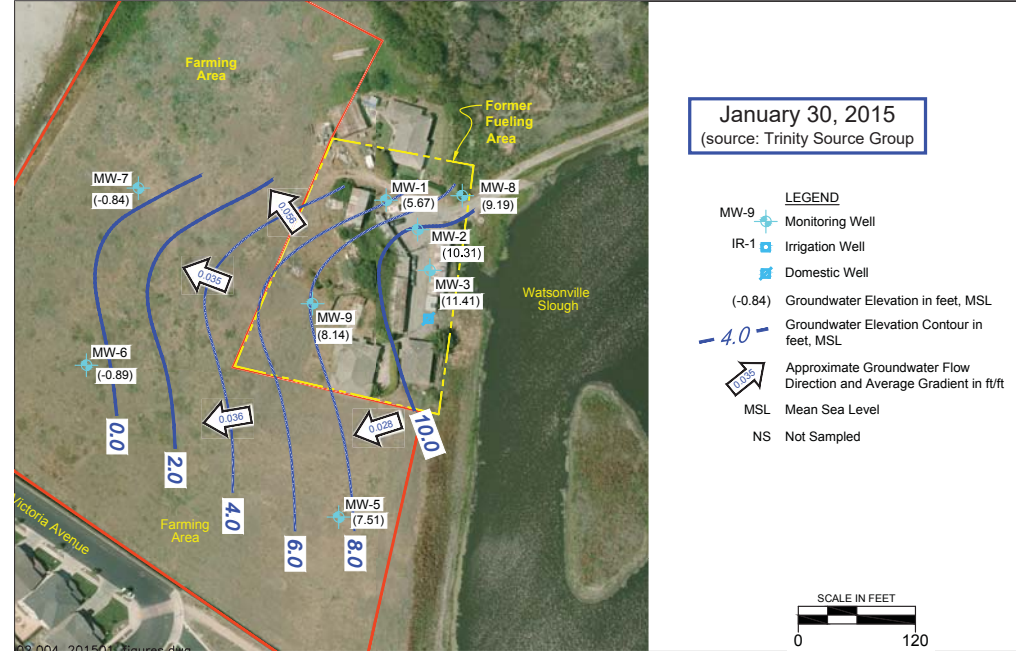 Farming
Area
Former
Fueling
Area
MW-7
(-0.84)
MW-1
(5.67)
MW-8
(9.19)
0.056
MW-2
(10.31)
0.035
MW-3
(11.41)
Watsonville
Slough
MW-9
(8.14)
MW-6
(-0.89)
0.036
0.028
10.0
0.0
2.0
4.0
6.0
8.0
MW-5
(7.51)
Farming
Area
Victoria Avenue
January 30, 2015
(source: Trinity Source Group
LEGEND
MW-9 Monitoring Well
IR-1 Irrigation Well
Domestic Well
(-0.84) Groundwater Elevation in feet, MSL
4.0 Groundwater Elevation Contour in
feet, MSL
0.035 Approximate Groundwater Flow
Direction and Average Gradient in ft/ft
MSL Mean Sea Level
NS Not Sampled
SCALE IN FEET
0 120